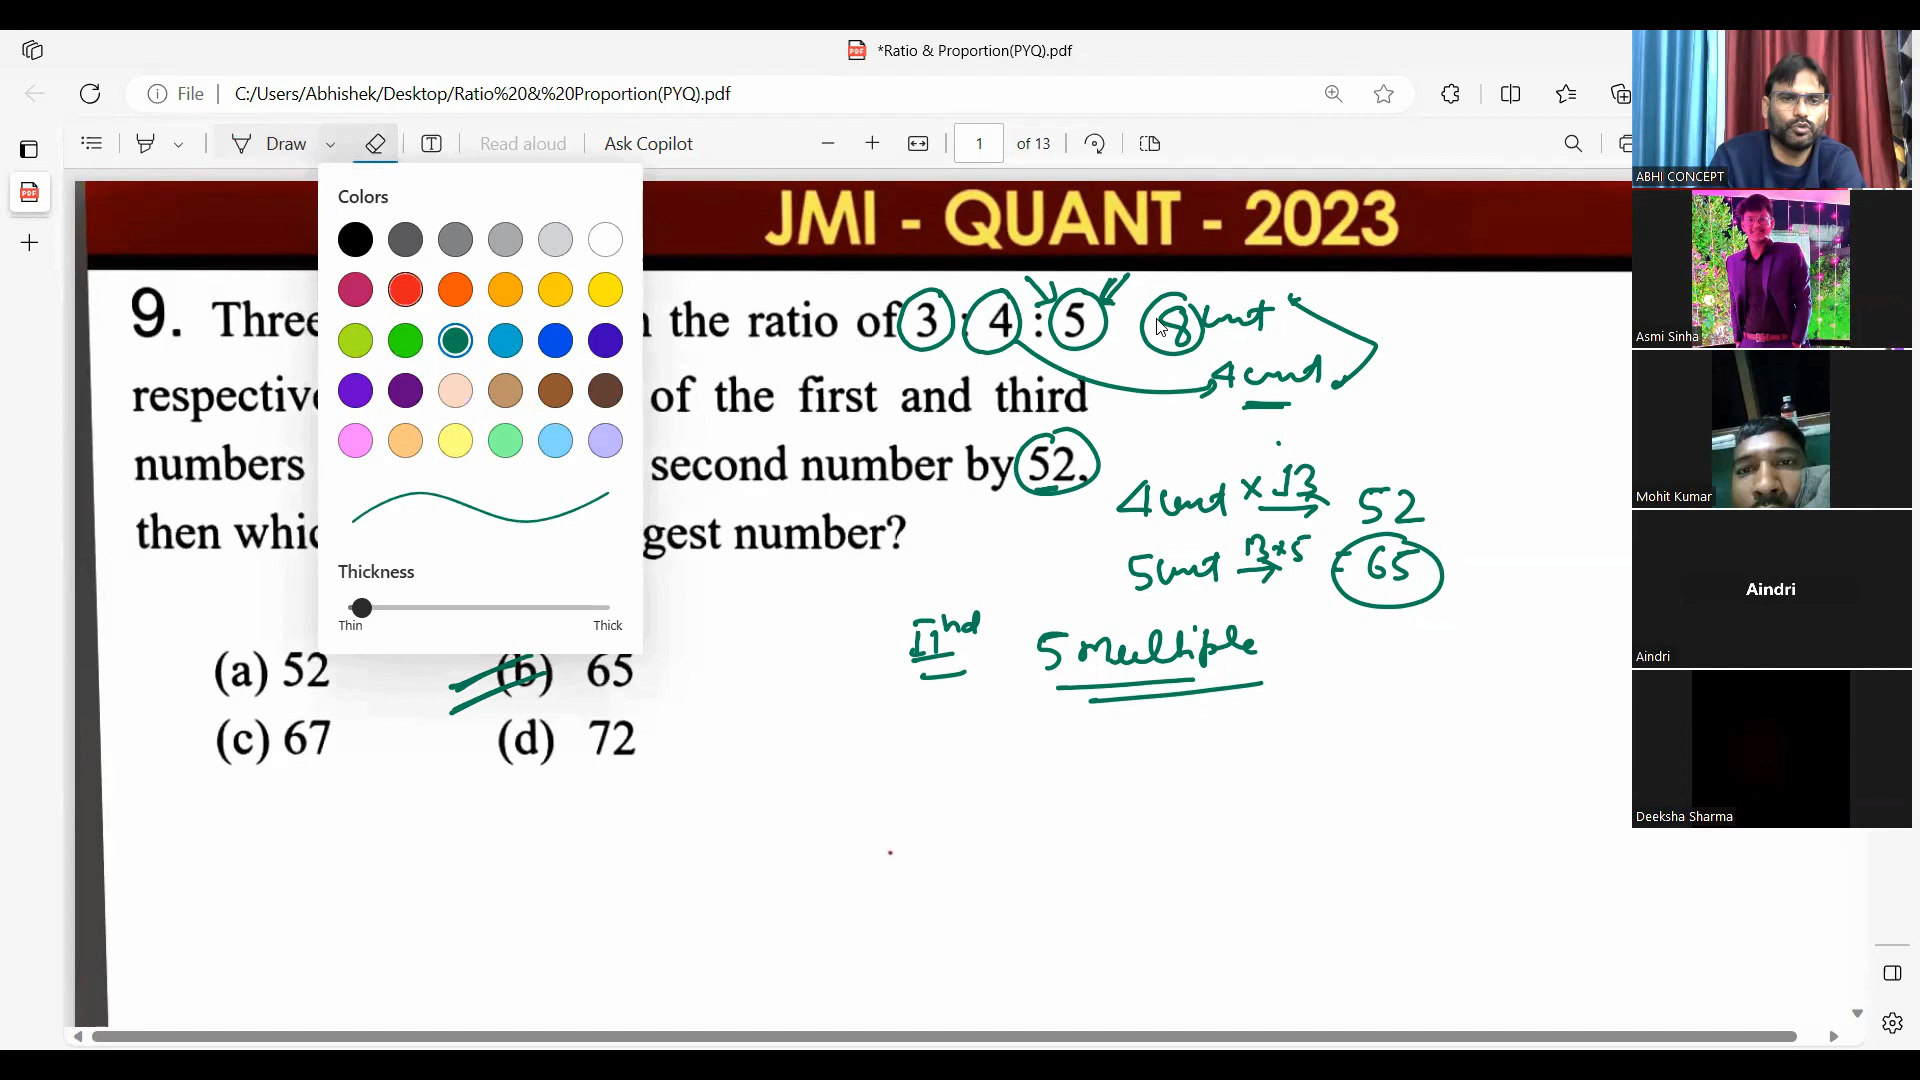 *Ratio & Proportion(PYQ).pdf
File
C:/Users/Abhishek/Desktop/Ratio%20&%20Proportion(PYQ).pdf
Draw
Read aloud
Ask Copilot
1
of 13
JMI - QUANT - 2023
Colors
Thickness
Thin
Thick
9. Three the ratio of 3 : 4 : 5
8 unit
4 unit
respective of the first and third
numbers second number by 52,
4 unit × 13 52
then which gest number?
5 unit 13×5 = 65
IInd 5 multiple
(a) 52 (b) 65
(c) 67 (d) 72
ABHI CONCEPT
Asmi Sinha
Mohit Kumar
Aindri
Aindri
Deeksha Sharma